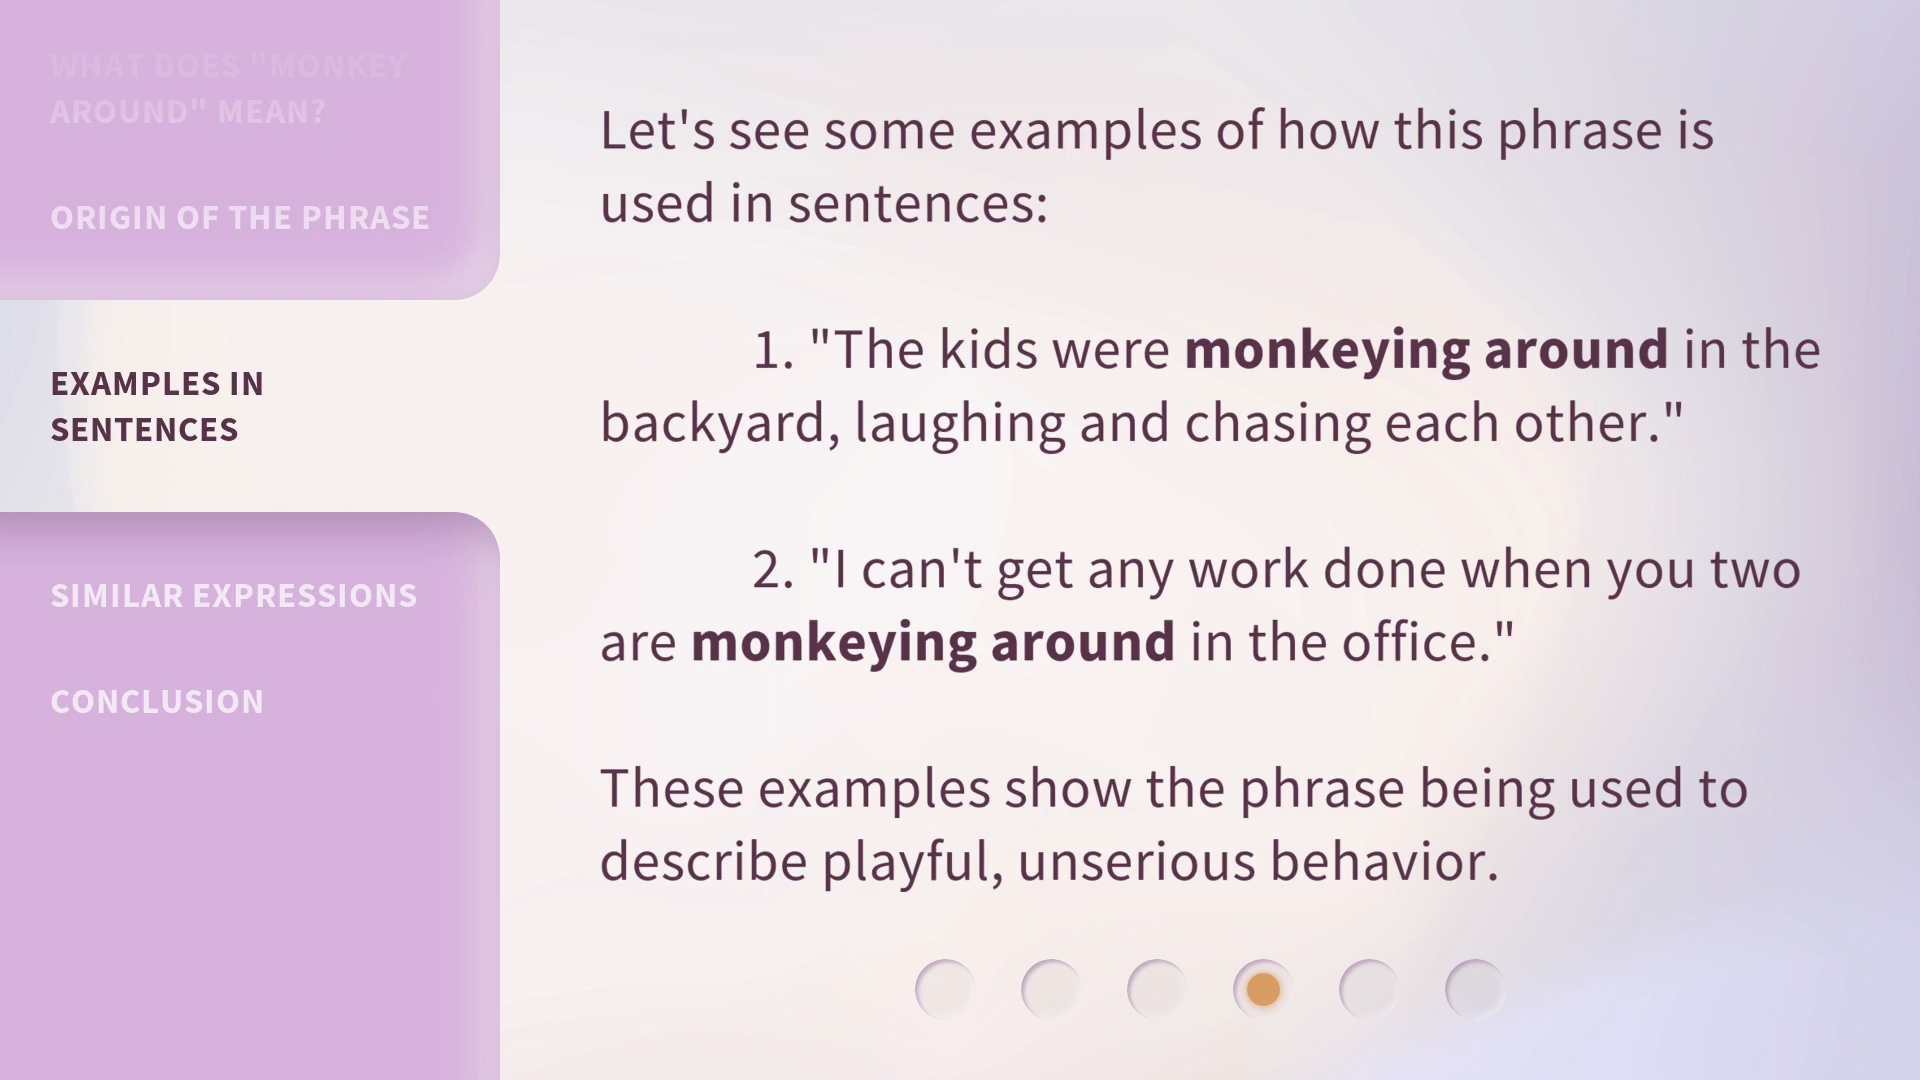 WHAT DOES "MONKEY
AROUND" MEAN?
ORIGIN OF THE PHRASE
EXAMPLES IN
SENTENCES
SIMILAR EXPRESSIONS
CONCLUSION
Let's see some examples of how this phrase is
used in sentences:
1. "The kids were monkeying around in the
backyard, laughing and chasing each other."
2. "I can't get any work done when you two
are monkeying around in the office."
These examples show the phrase being used to
describe playful, unserious behavior.